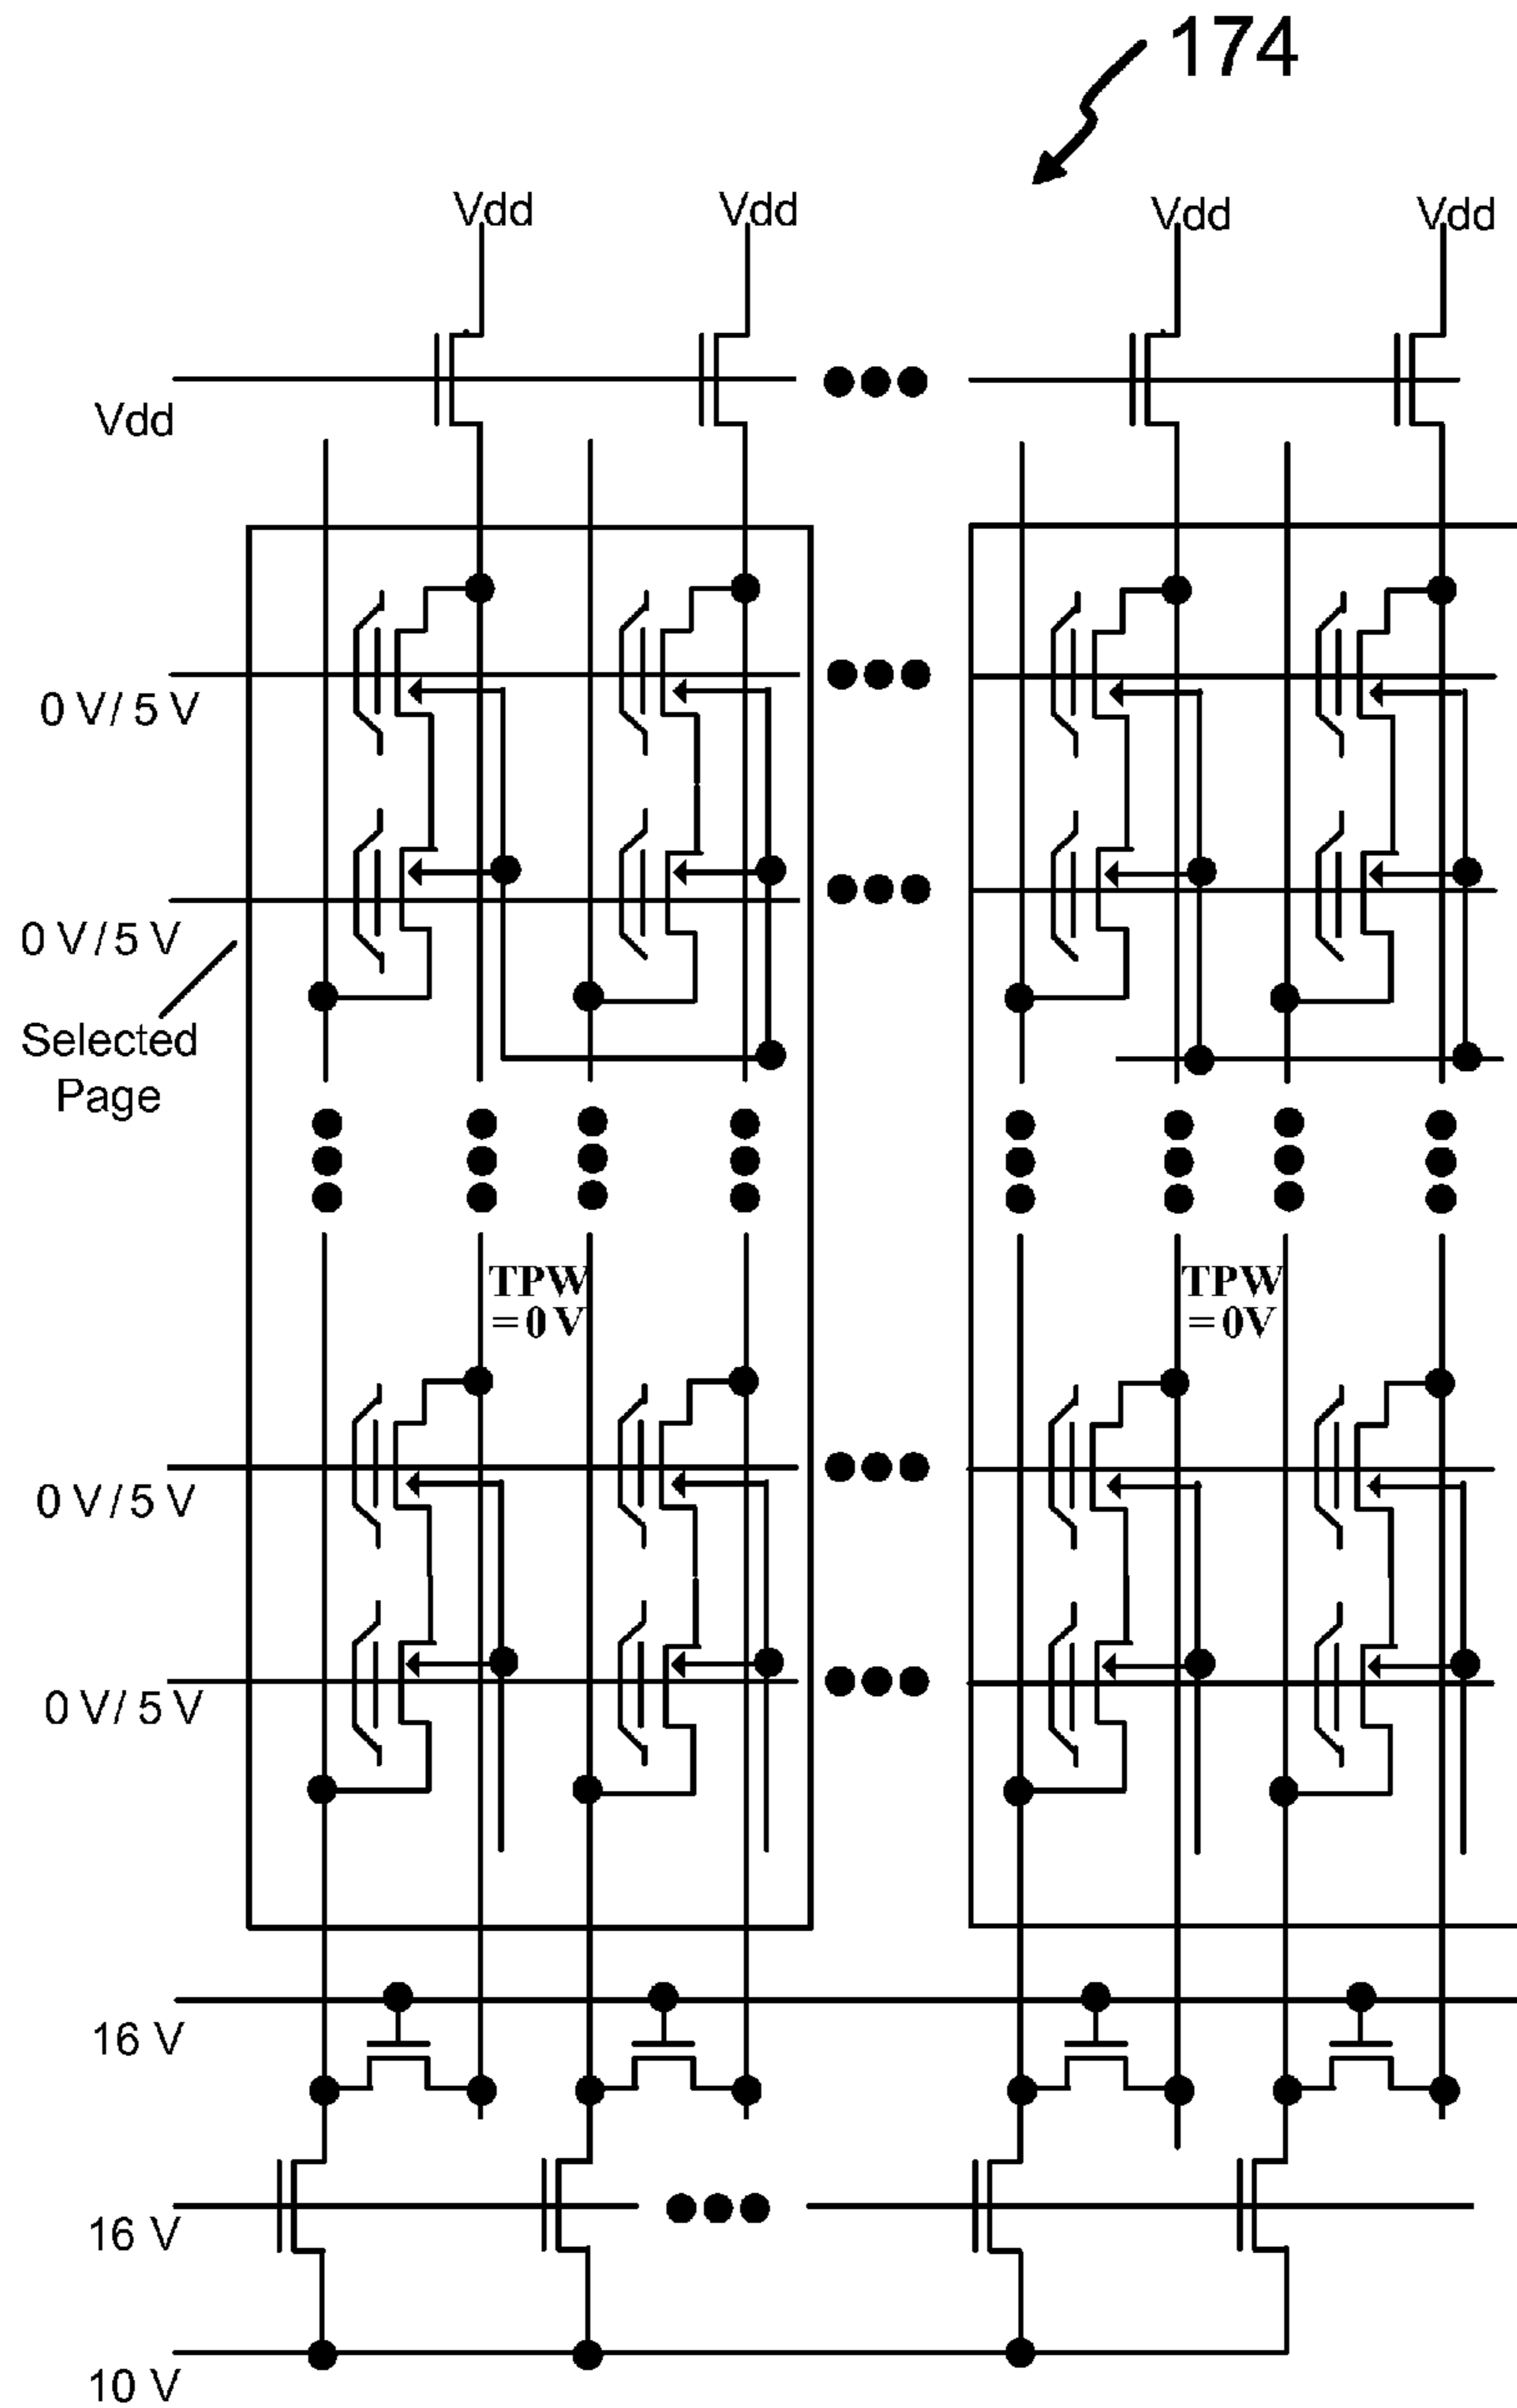 174
Vdd Vdd Vdd Vdd
Vdd
0 V/ 5 V
0 V/ 5 V
Selected
Page
TPW TPW
= 0 V = 0V
0 V/ 5 V
0 V/ 5 V
16 V
16 V
10 V